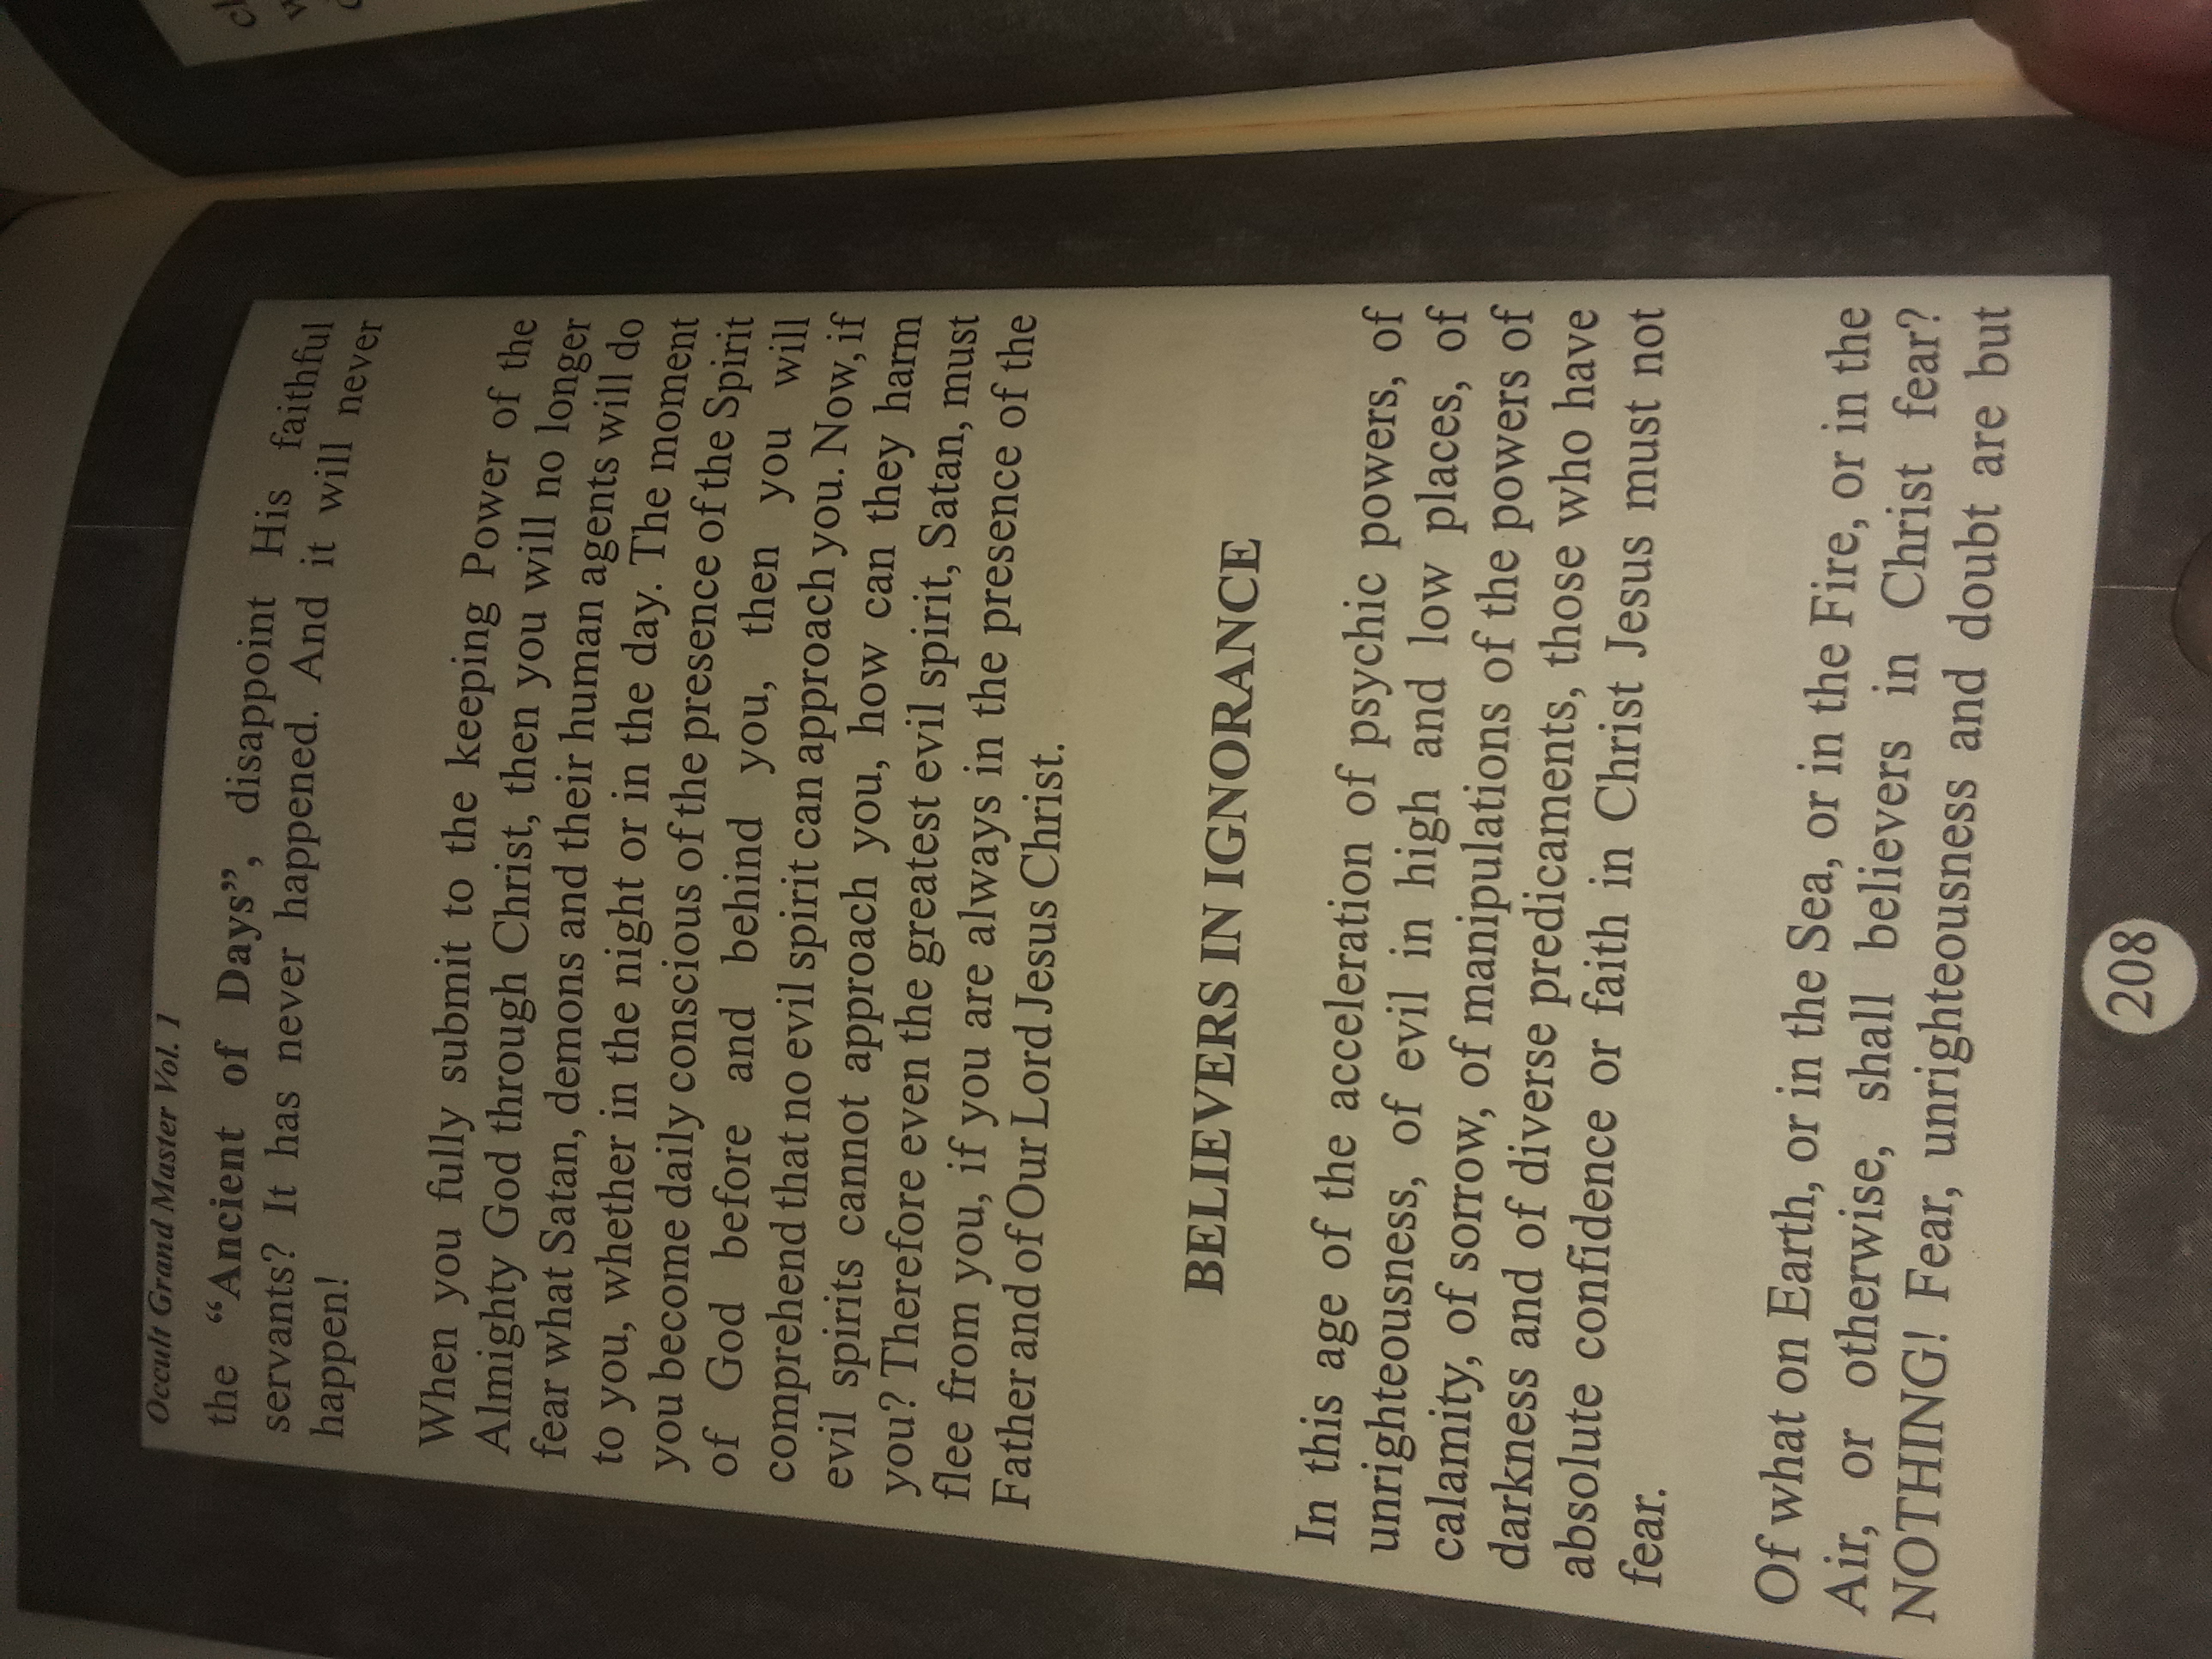 Occult Grand Master Vol. 1
the “Ancient of Days”, disappoint His faithful
servants? It has never happened. And it will never
happen!
When you fully submit to the keeping Power of the
Almighty God through Christ, then you will no longer
fear what Satan, demons and their human agents will do
to you, whether in the night or in the day. The moment
you become daily conscious of the presence of the Spirit
of God before and behind you, then you will
comprehend that no evil spirit can approach you. Now, if
evil spirits cannot approach you, how can they harm
you? Therefore even the greatest evil spirit, Satan, must
flee from you, if you are always in the presence of the
Father and of Our Lord Jesus Christ.
BELIEVERS IN IGNORANCE
In this age of the acceleration of psychic powers, of
unrighteousness, of evil in high and low places, of
calamity, of sorrow, of manipulations of the powers of
darkness and of diverse predicaments, those who have
absolute confidence or faith in Christ Jesus must not
fear.
Of what on Earth, or in the Sea, or in the Fire, or in the
Air, or otherwise, shall believers in Christ fear?
NOTHING! Fear, unrighteousness and doubt are but
208